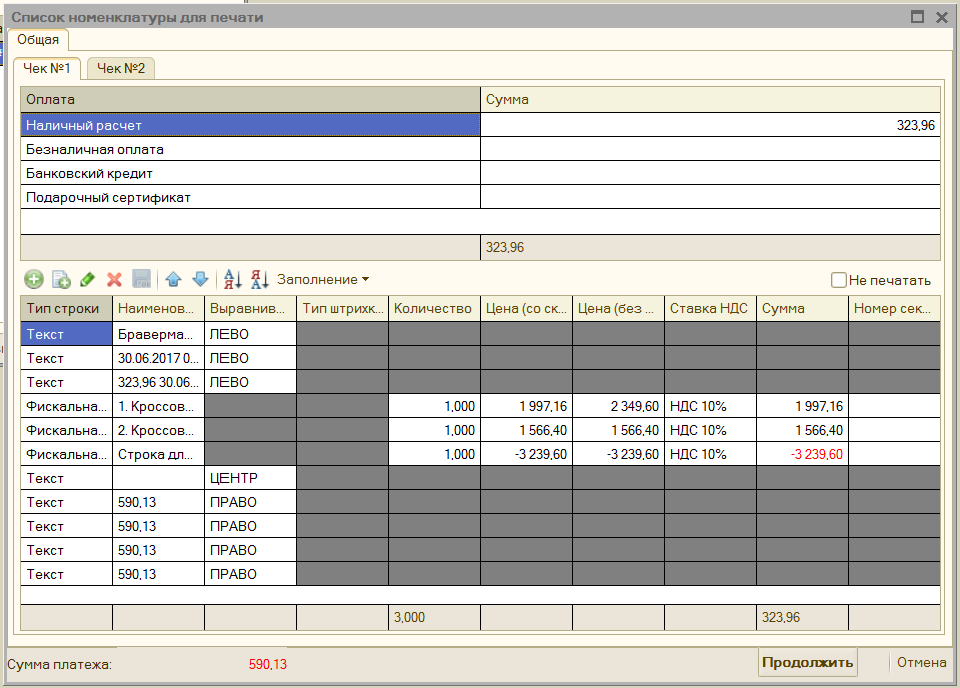 Список номенклатуры для печати
Общая
Чек №1 Чек №2
Оплата Сумма
Наличный расчет 323,96
Безналичная оплата
Банковский кредит
Подарочный сертификат
323,96
Заполнение Не печатать
Тип строки Наименов... Выравнив... Тип штрихк... Количество Цена (со ск... Цена (без ... Ставка НДС Сумма Номер сек...
Текст Браверма... ЛЕВО
Текст 30.06.2017 0... ЛЕВО
Текст 323,96 30.06... ЛЕВО
Фискальна... 1. Кроссов... 1,000 1 997,16 2 349,60 НДС 10% 1 997,16
Фискальна... 2. Кроссов... 1,000 1 566,40 1 566,40 НДС 10% 1 566,40
Фискальна... Строка дл... 1,000 -3 239,60 -3 239,60 НДС 10% -3 239,60
Текст ЦЕНТР
Текст 590,13 ПРАВО
Текст 590,13 ПРАВО
Текст 590,13 ПРАВО
Текст 590,13 ПРАВО
3,000 323,96
Сумма платежа: 590,13 Продолжить Отмена